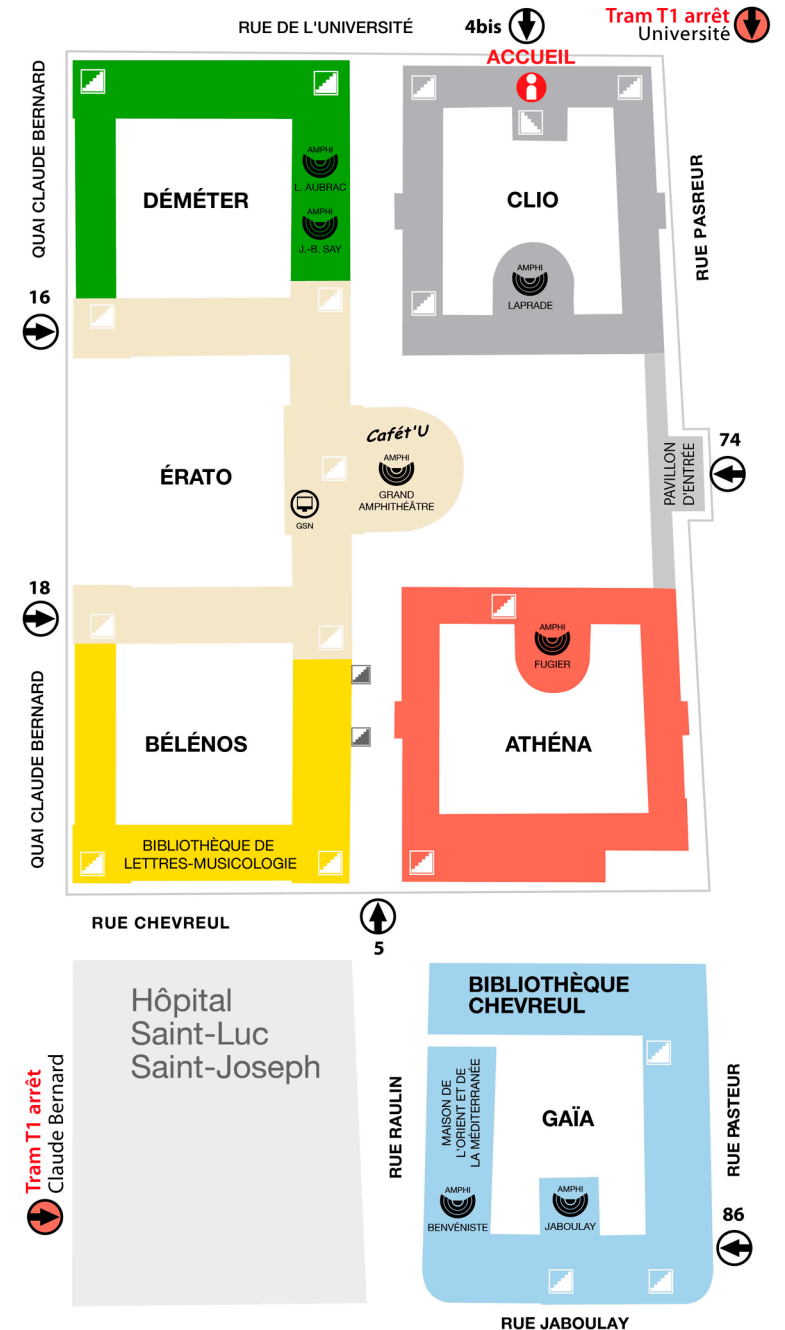 RUE DE L'UNIVERSITÉ
4bis
Tram T1 arrêt
Université
ACCUEIL
QUAI CLAUDE BERNARD
AMPHI
L. AUBRAC
DÉMÉTER
AMPHI
J.-B. SAY
CLIO
AMPHI
LAPRADE
RUE PASREUR
16
Cafét'U
AMPHI
GRAND
AMPHITHÉÂTRE
ÉRATO
GSN
74
PAVILLON
D'ENTRÉE
18
AMPHI
FUGIER
QUAI CLAUDE BERNARD
BÉLÉNOS
ATHÉNA
BIBLIOTHÈQUE DE
LETTRES-MUSICOLOGIE
RUE CHEVREUL
5
Hôpital
Saint-Luc
Saint-Joseph
BIBLIOTHÈQUE
CHEVREUL
Tram T1 arrêt
Claude Bernard
RUE RAULIN
MAISON DE
L'ORIENT ET DE
LA MÉDITERRANÉE
GAÏA
RUE PASTEUR
AMPHI
BENVÉNISTE
AMPHI
JABOULAY
86
RUE JABOULAY